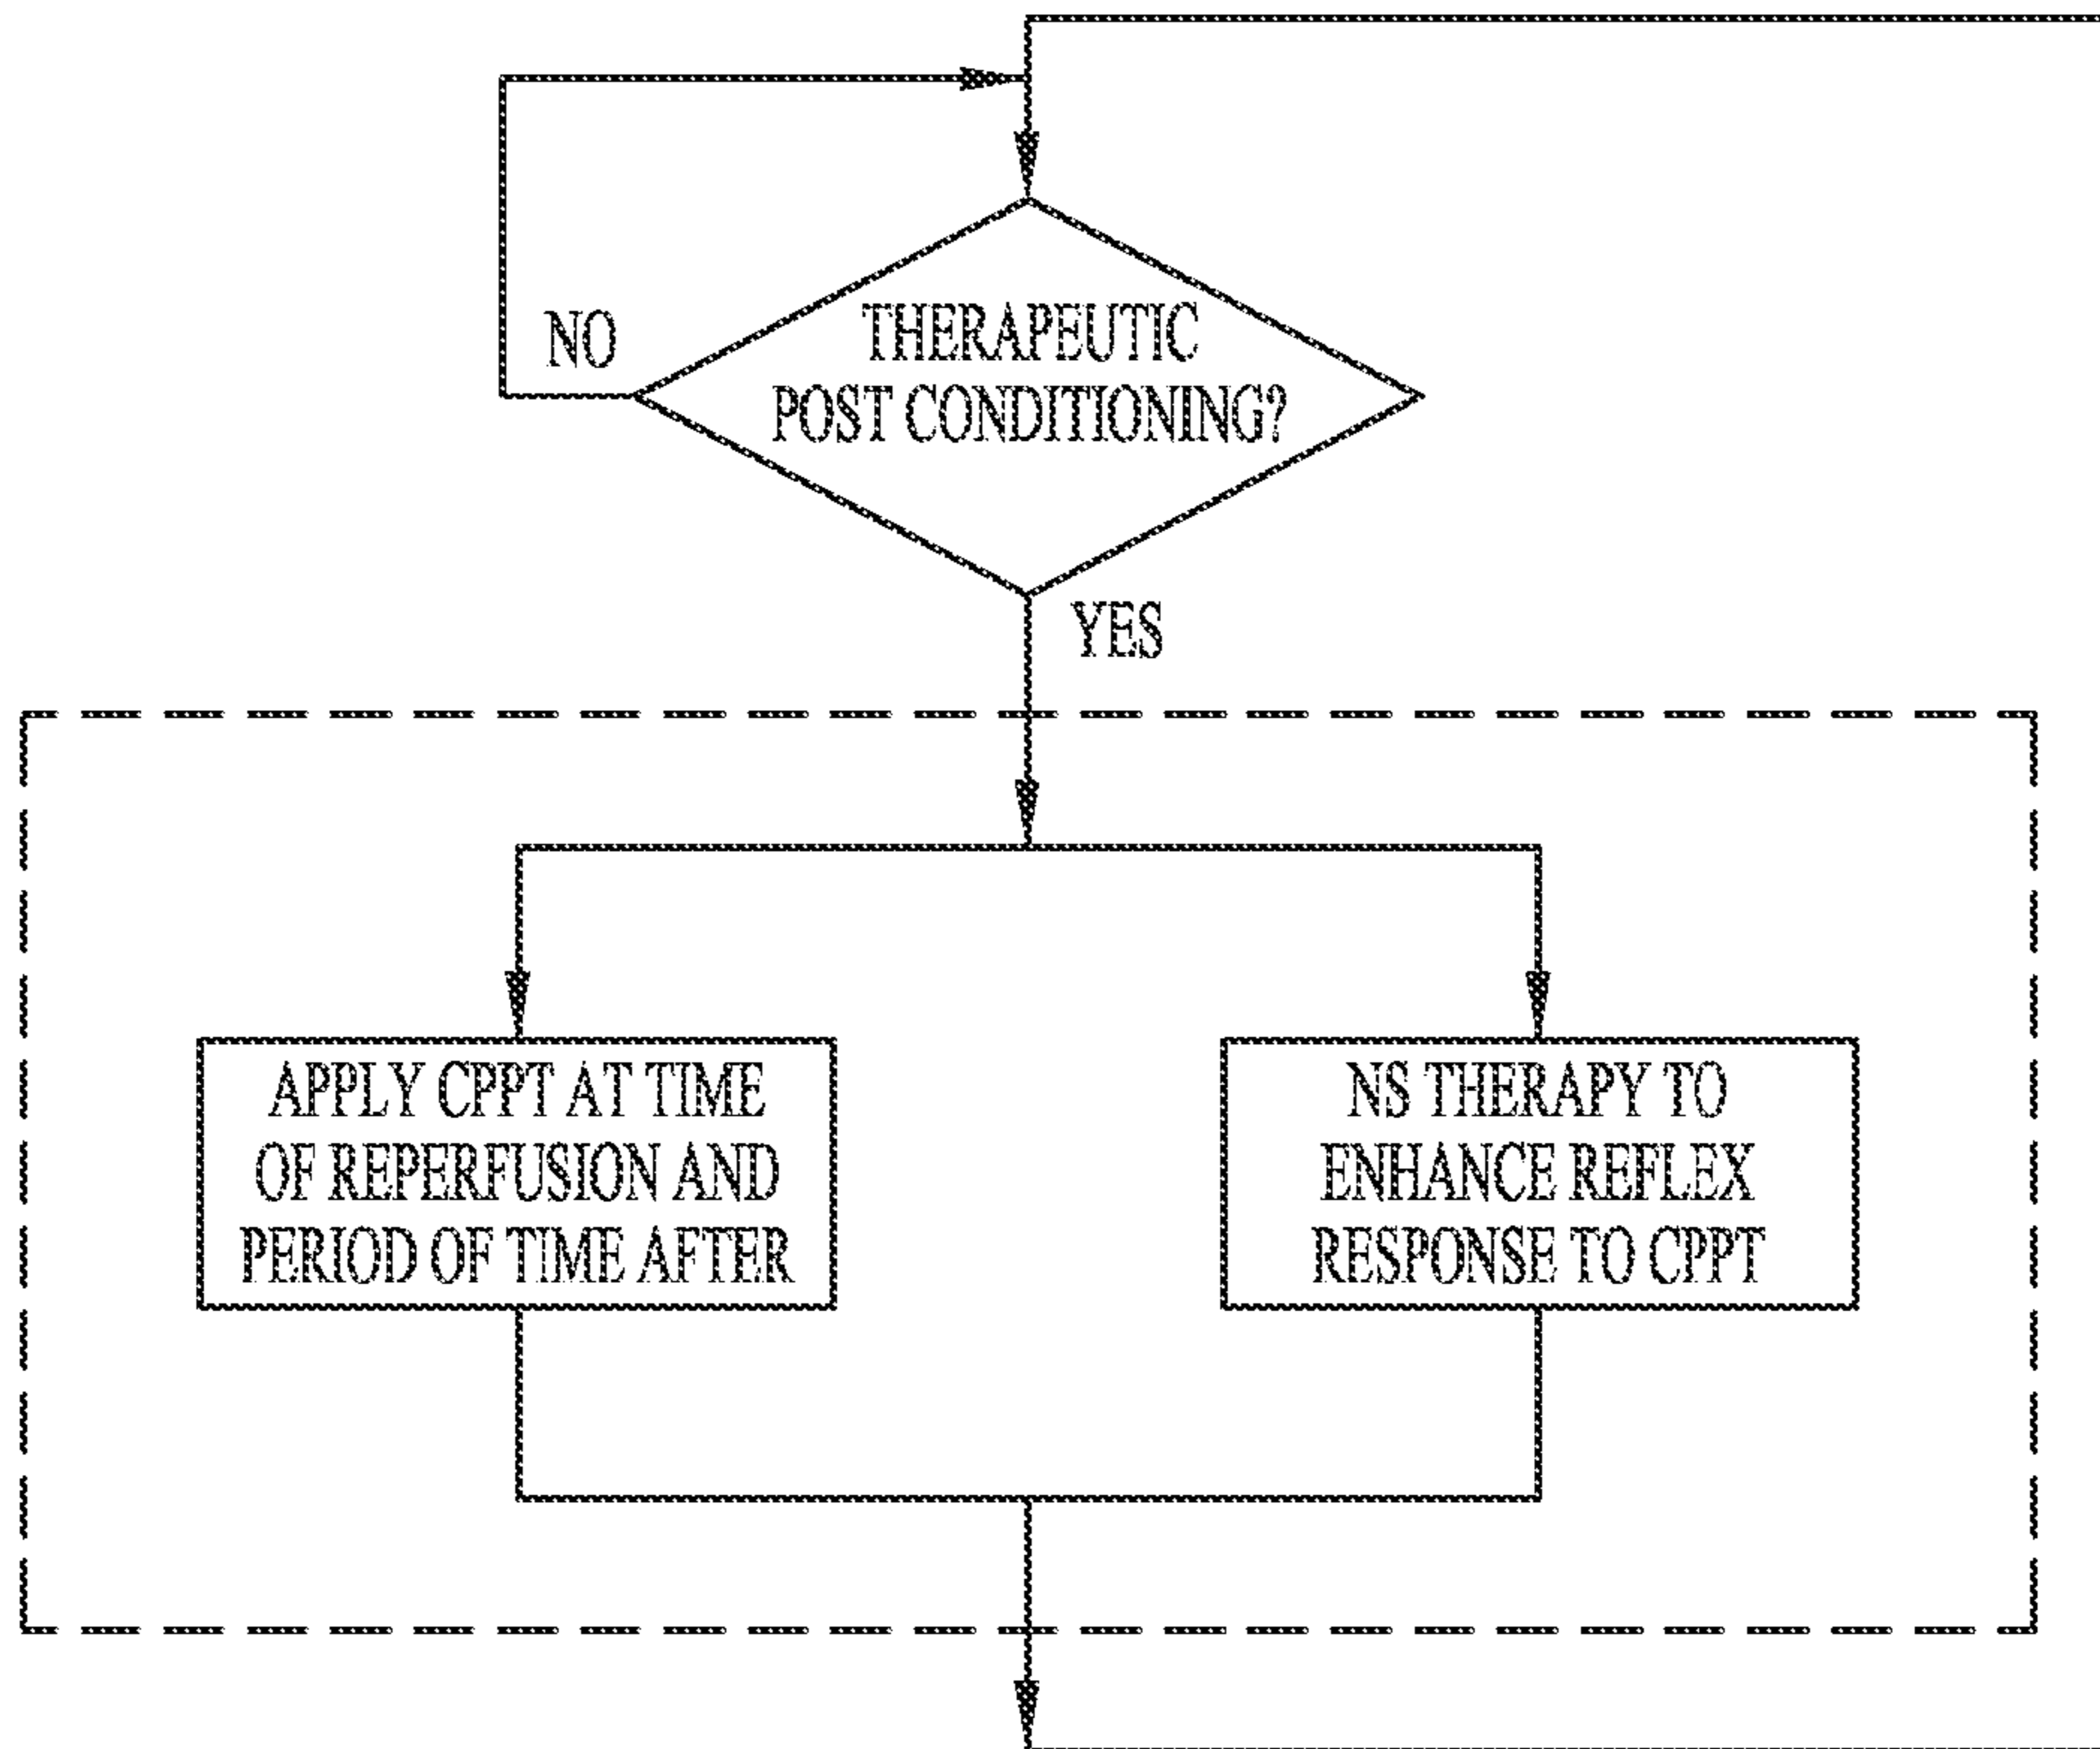 THERAPEUTIC
POST CONDITIONING?
NO
YES
APPLY CPPT AT TIME
OF REPERFUSION AND
PERIOD OF TIME AFTER
NS THERAPY TO
ENHANCE REFLEX
RESPONSE TO CPPT